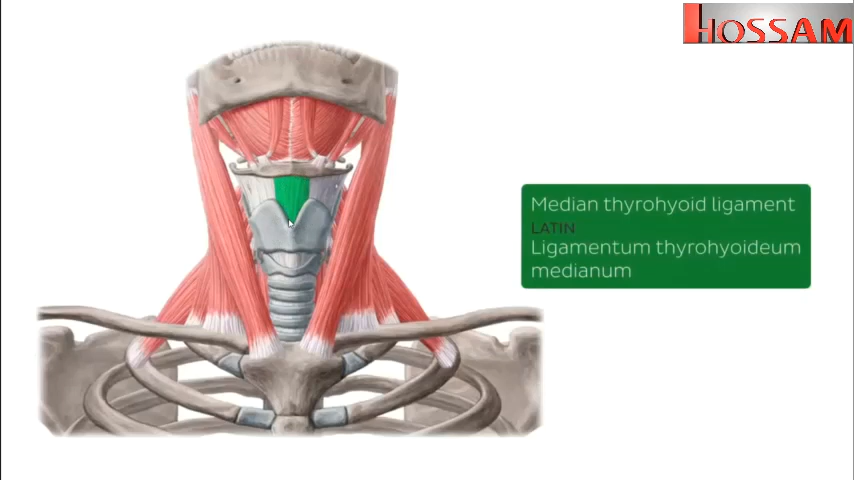 HOSSAM
Median thyrohyoid ligament
LATIN
Ligamentum thyrohyoideum
medianum